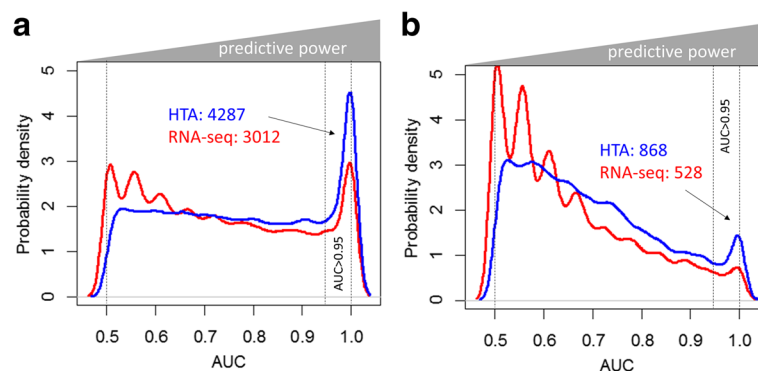 a
predictive power
Probability density
5
4
3
2
1
0
HTA: 4287
RNA-seq: 3012
AUC>0.95
0.5 0.6 0.7 0.8 0.9 1.0
AUC
b
predictive power
Probability density
5
4
3
2
1
0
AUC>0.95
HTA: 868
RNA-seq: 528
0.5 0.6 0.7 0.8 0.9 1.0
AUC